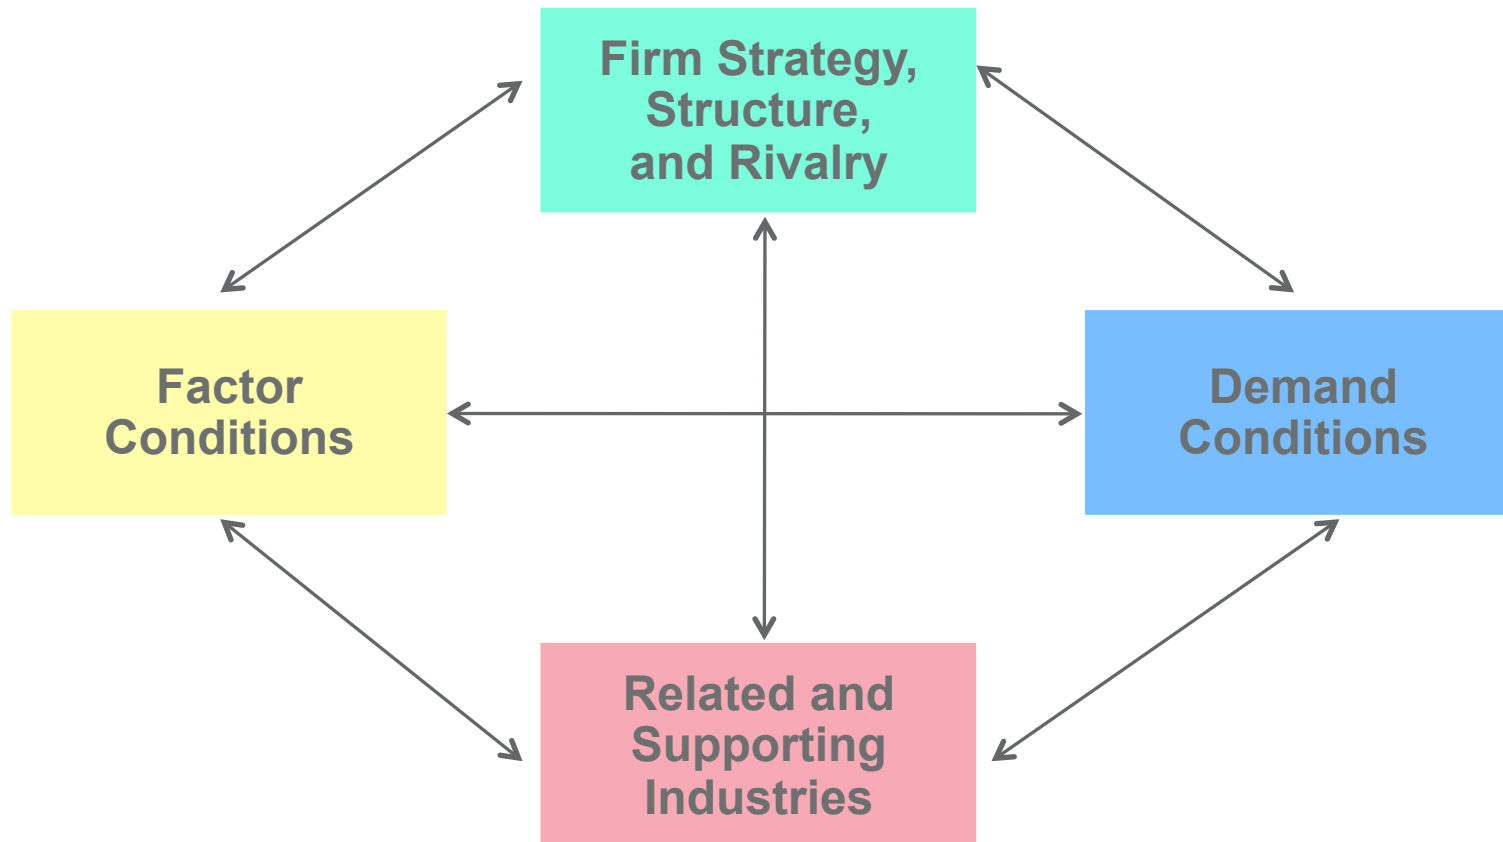 Firm Strategy,
Structure,
and Rivalry
Factor
Conditions
Demand
Conditions
Related and
Supporting
Industries